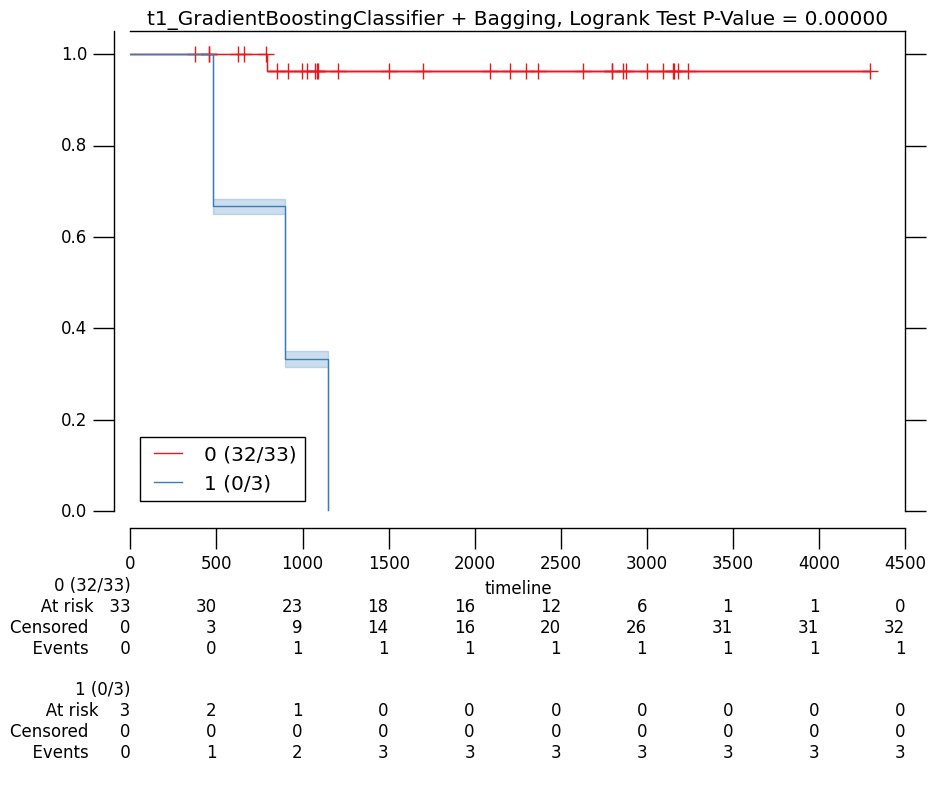 t1_GradientBoostingClassifier + Bagging, Logrank Test P-Value = 0.00000
1.0
0.8
0.6
0.4
0.2
0.0
0 (32/33)
1 (0/3)
0 500 1000 1500 2000 2500 3000 3500 4000 4500
timeline
0 (32/33)
At risk 33 30 23 18 16 12 6 1 1 0
Censored 0 3 9 14 16 20 26 31 31 32
Events 0 0 1 1 1 1 1 1 1 1
1 (0/3)
At risk 3 2 1 0 0 0 0 0 0 0
Censored 0 0 0 0 0 0 0 0 0 0
Events 0 1 2 3 3 3 3 3 3 3